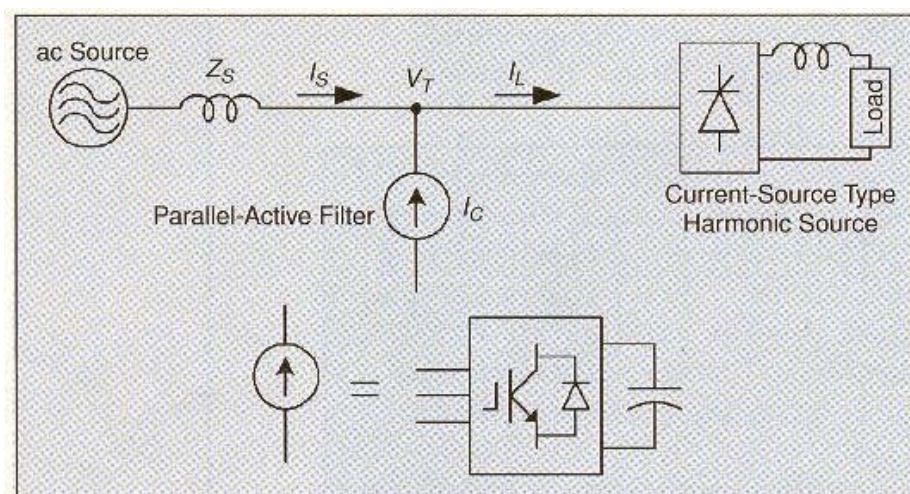 ac Source
Z_S
I_S
V_T
I_L
Load
Parallel-Active Filter
I_C
Current-Source Type
Harmonic Source
=